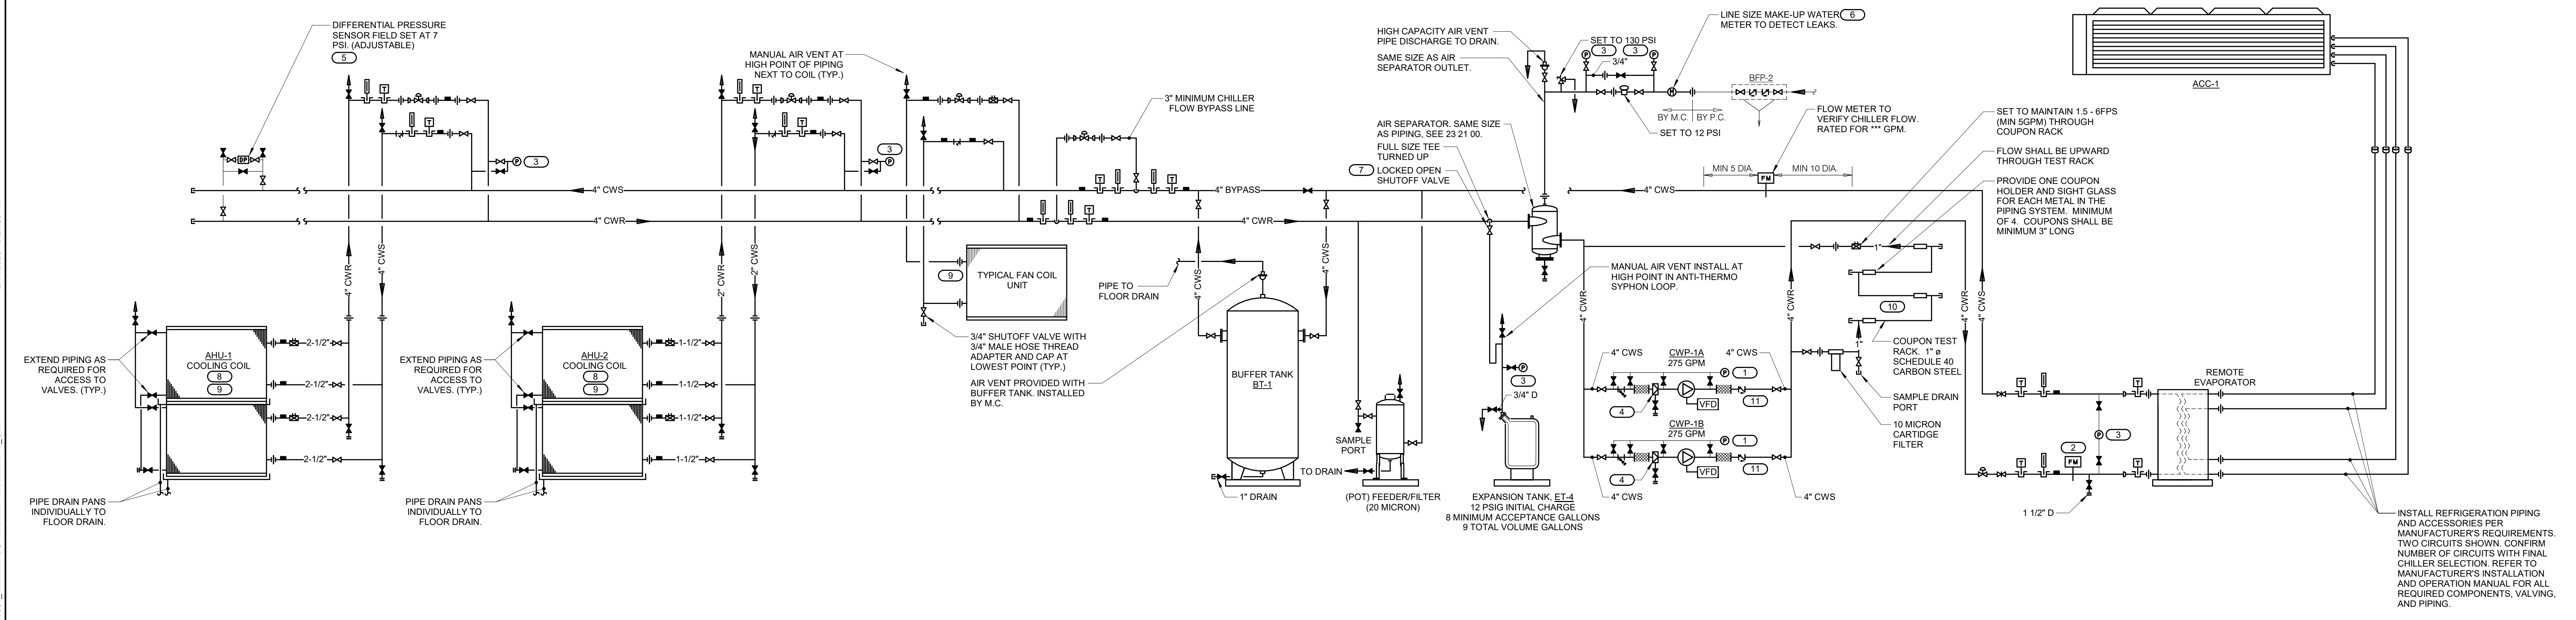 DIFFERENTIAL PRESSURE
SENSOR FIELD SET AT 7
PSI. (ADJUSTABLE)
5
MANUAL AIR VENT AT
HIGH POINT OF PIPING
NEXT TO COIL (TYP.)
3" MINIMUM CHILLER
FLOW BYPASS LINE
HIGH CAPACITY AIR VENT
PIPE DISCHARGE TO DRAIN.
SAME SIZE AS AIR
SEPARATOR OUTLET.
SET TO 130 PSI
3
3
3/4"
LINE SIZE MAKE-UP WATER
METER TO DETECT LEAKS.
6
BFP-2
M
BY M.C.
BY P.C.
SET TO 12 PSI
AIR SEPARATOR. SAME SIZE
AS PIPING, SEE 23 21 00.
FULL SIZE TEE
TURNED UP
7
LOCKED OPEN
SHUTOFF VALVE
FLOW METER TO
VERIFY CHILLER FLOW.
RATED FOR *** GPM.
MIN 5 DIA.
MIN 10 DIA.
FM
SET TO MAINTAIN 1.5 - 6FPS
(MIN 5GPM) THROUGH
COUPON RACK
FLOW SHALL BE UPWARD
THROUGH TEST RACK
PROVIDE ONE COUPON
HOLDER AND SIGHT GLASS
FOR EACH METAL IN THE
PIPING SYSTEM. MINIMUM
OF 4. COUPONS SHALL BE
MINIMUM 3" LONG
ACC-1
DP
T
T
P
3
T
T
P
3
T
T
T
T
4" CWS
4" BYPASS
4" CWS
4" CWR
4" CWR
4" CWR
4" CWS
2" CWR
2" CWS
4" CWS
4" CWS
4" CWR
4" CWR
4" CWR
4" CWS
9
TYPICAL FAN COIL
UNIT
PIPE TO
FLOOR DRAIN
3/4" SHUTOFF VALVE WITH
3/4" MALE HOSE THREAD
ADAPTER AND CAP AT
LOWEST POINT (TYP.)
AIR VENT PROVIDED WITH
BUFFER TANK. INSTALLED
BY M.C.
BUFFER TANK
BT-1
1" DRAIN
EXTEND PIPING AS
REQUIRED FOR
ACCESS TO
VALVES. (TYP.)
AHU-1
COOLING COIL
8
9
2-1/2"
2-1/2"
2-1/2"
2-1/2"
PIPE DRAIN PANS
INDIVIDUALLY TO
FLOOR DRAIN.
EXTEND PIPING AS
REQUIRED FOR
ACCESS TO
VALVES. (TYP.)
AHU-2
COOLING COIL
8
9
1-1/2"
1-1/2
1-1/2"
1-1/2"
PIPE DRAIN PANS
INDIVIDUALLY TO
FLOOR DRAIN.
SAMPLE
PORT
TO DRAIN
(POT) FEEDER/FILTER
(20 MICRON)
MANUAL AIR VENT INSTALL AT
HIGH POINT IN ANTI-THERMO
SYPHON LOOP.
P
3
3/4" D
EXPANSION TANK, ET-4
12 PSIG INITIAL CHARGE
8 MINIMUM ACCEPTANCE GALLONS
9 TOTAL VOLUME GALLONS
4" CWS
CWP-1A
275 GPM
4" CWS
P
1
VFD
4
11
CWP-1B
275 GPM
P
1
VFD
4
11
4" CWS
4" CWS
1"
10
1"
COUPON TEST
RACK. 1" ø
SCHEDULE 40
CARBON STEEL
SAMPLE DRAIN
PORT
10 MICRON
CARTIDGE
FILTER
REMOTE
EVAPORATOR
T
T
P
3
2
FM
T
T
1 1/2" D
INSTALL REFRIGERATION PIPING
AND ACCESSORIES PER
MANUFACTURER'S REQUIREMENTS.
TWO CIRCUITS SHOWN. CONFIRM
NUMBER OF CIRCUITS WITH FINAL
CHILLER SELECTION. REFER TO
MANUFACTURER'S INSTALLATION
AND OPERATION MANUAL FOR ALL
REQUIRED COMPONENTS, VALVING,
AND PIPING.